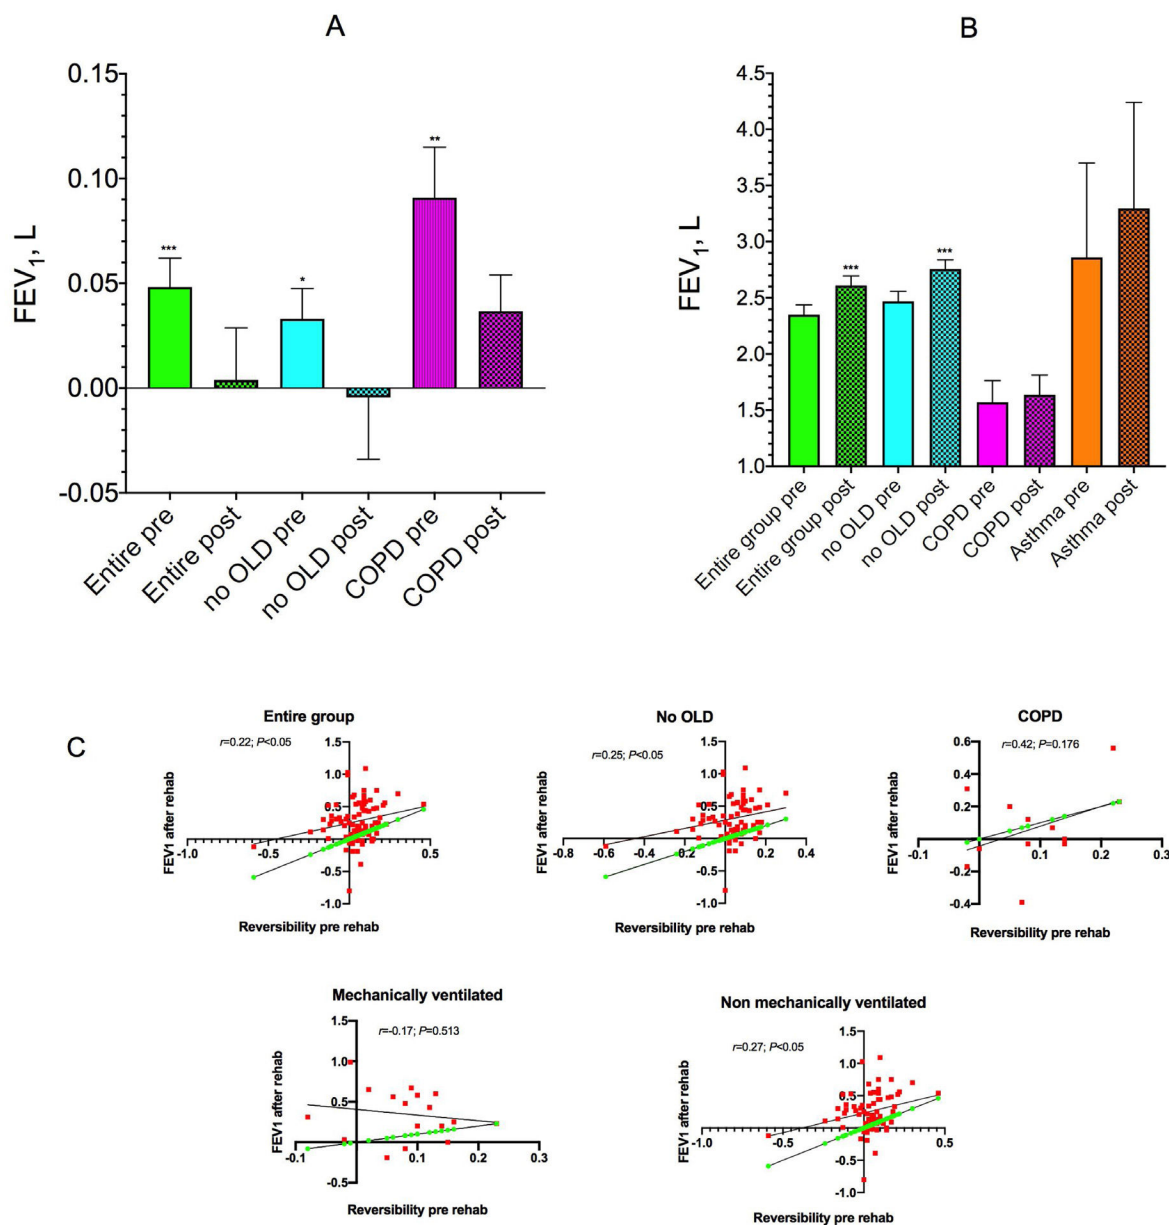 A
FEV1, L
0.15
0.10
0.05
0.00
-0.05
***
*
**
Entire pre
Entire post
no OLD pre
no OLD post
COPD pre
COPD post
B
FEV1, L
4.5
4.0
3.5
3.0
2.5
2.0
1.5
1.0
***
***
Entire group pre
Entire group post
no OLD pre
no OLD post
COPD pre
COPD post
Asthma pre
Asthma post
C
Entire group
r=0.22; P<0.05
FEV1 after rehab
1.5
1.0
0.5
-0.5
-1.0
-1.0
-0.5
0.5
Reversibility pre rehab
No OLD
r=0.25; P<0.05
FEV1 after rehab
1.5
1.0
0.5
-0.5
-1.0
-0.8
-0.6
-0.4
-0.2
0.2
0.4
Reversibility pre rehab
COPD
r=0.42; P=0.176
FEV1 after rehab
0.6
0.4
0.2
-0.2
-0.4
-0.1
0.1
0.2
0.3
Reversibility pre rehab
Mechanically ventilated
r=-0.17; P=0.513
FEV1 after rehab
1.5
1.0
0.5
-0.5
-0.1
0.1
0.2
0.3
Reversibility pre rehab
Non mechanically ventilated
r=0.27; P<0.05
FEV1 after rehab
1.5
1.0
0.5
-0.5
-1.0
-1.0
-0.5
0.5
Reversibility pre rehab